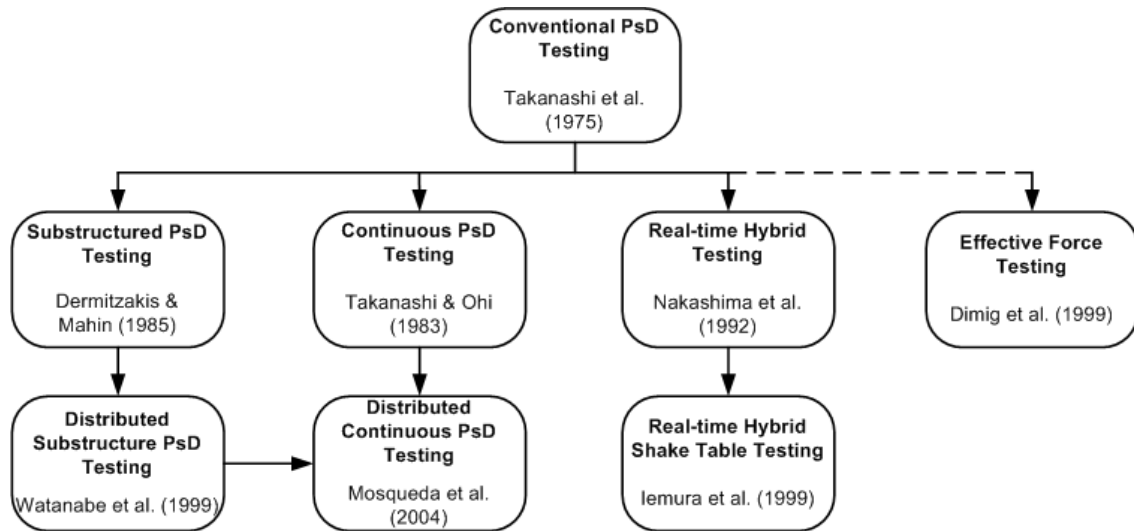 Conventional PsD
Testing
Takanashi et al.
(1975)
Substructured PsD
Testing
Dermitzakis &
Mahin (1985)
Continuous PsD
Testing
Takanashi & Ohi
(1983)
Real-time Hybrid
Testing
Nakashima et al.
(1992)
Effective Force
Testing
Dimig et al. (1999)
Distributed
Substructure PsD
Testing
Watanabe et al. (1999)
Distributed
Continuous PsD
Testing
Mosqueda et al.
(2004)
Real-time Hybrid
Shake Table Testing
Iemura et al. (1999)